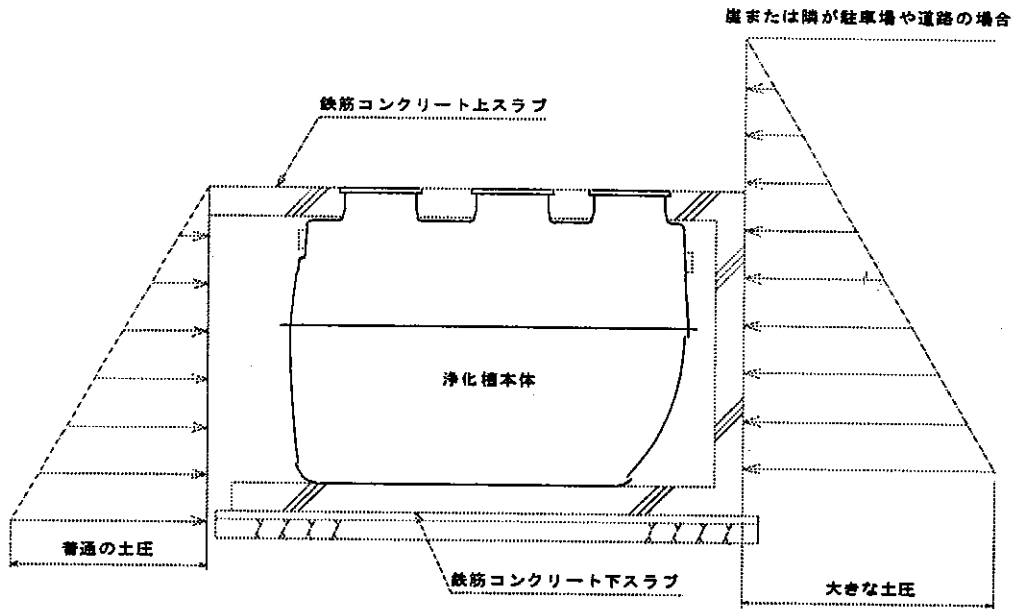 崖または隣が駐車場や道路の場合
鉄筋コンクリート上スラブ
浄化槽本体
普通の土圧
鉄筋コンクリート下スラブ
大きな土圧